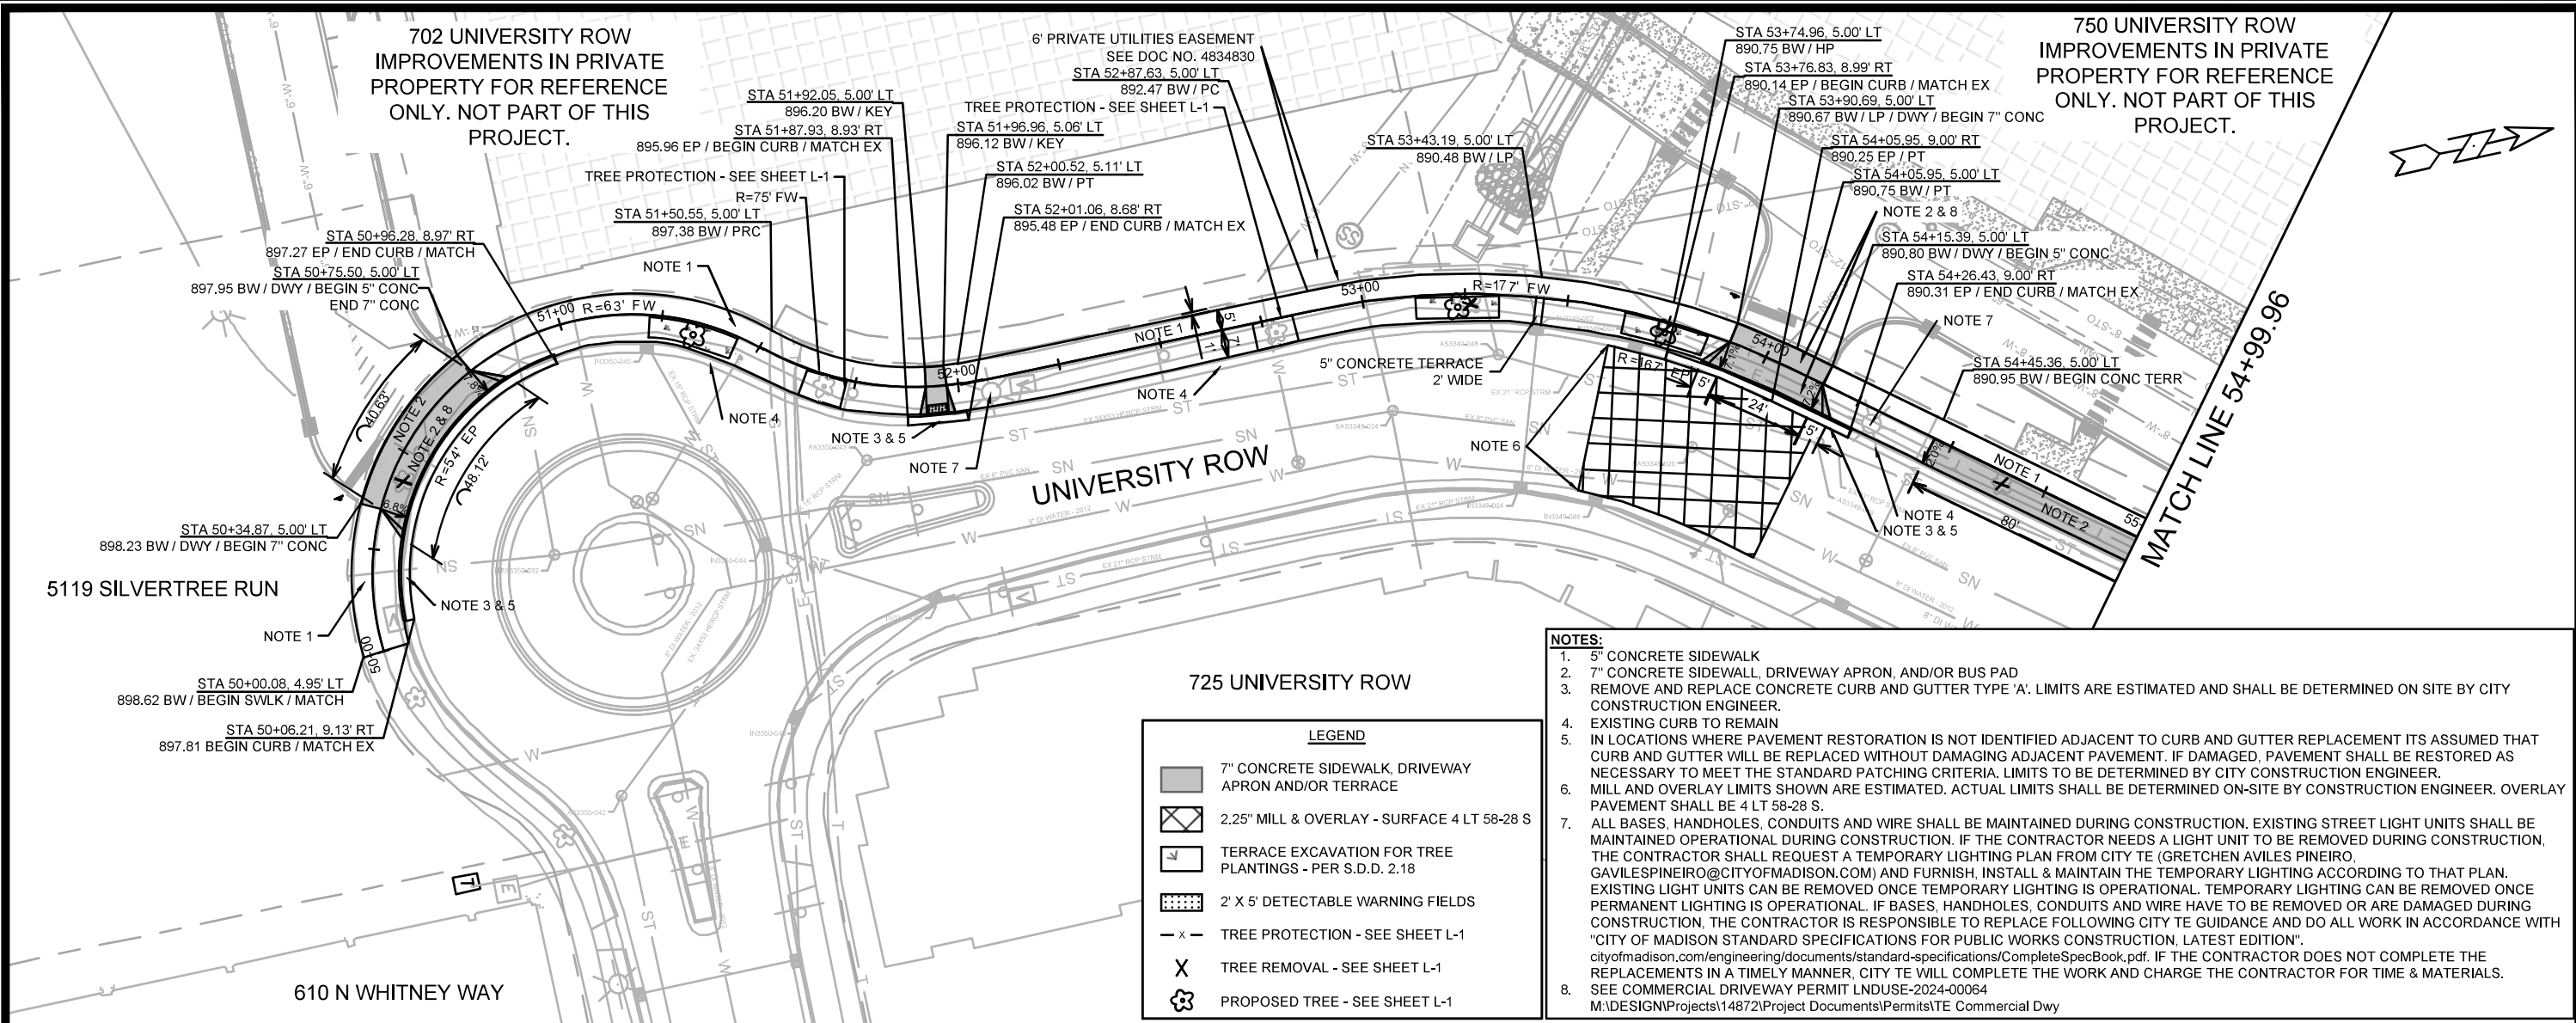 702 UNIVERSITY ROW
IMPROVEMENTS IN PRIVATE
PROPERTY FOR REFERENCE
ONLY. NOT PART OF THIS
PROJECT.
6' PRIVATE UTILITIES EASEMENT
SEE DOC NO. 4834830
STA 52+87.63, 5.00' LT
892.47 BW / PC
TREE PROTECTION - SEE SHEET L-1
STA 51+92.05, 5.00' LT
896.20 BW / KEY
STA 51+87.93, 8.93' RT
895.96 EP / BEGIN CURB / MATCH EX
TREE PROTECTION - SEE SHEET L-1
R=75' FW
STA 51+50.55, 5.00' LT
897.38 BW / PRC
STA 51+96.96, 5.06' LT
896.12 BW / KEY
STA 52+00.52, 5.11' LT
896.02 BW / PT
STA 52+01.06, 8.68' RT
895.48 EP / END CURB / MATCH EX
STA 53+43.19, 5.00' LT
890.48 BW / LP
STA 53+74.96, 5.00' LT
890.75 BW / HP
STA 53+76.83, 8.99' RT
890.14 EP / BEGIN CURB / MATCH EX
STA 53+90.69, 5.00' LT
890.67 BW / LP / DWY / BEGIN 7" CONC
STA 54+05.95, 9.00' RT
890.25 EP / PT
STA 54+05.95, 5.00' LT
890.75 BW / PT
NOTE 2 & 8
STA 54+15.39, 5.00' LT
890.80 BW / DWY / BEGIN 5" CONC
STA 54+26.43, 9.00' RT
890.31 EP / END CURB / MATCH EX
NOTE 7
STA 54+45.36, 5.00' LT
890.95 BW / BEGIN CONC TERR
750 UNIVERSITY ROW
IMPROVEMENTS IN PRIVATE
PROPERTY FOR REFERENCE
ONLY. NOT PART OF THIS
PROJECT.
MATCH LINE 54+99.96
STA 50+96.28, 8.97' RT
897.27 EP / END CURB / MATCH
STA 50+75.50, 5.00' LT
897.95 BW / DWY / BEGIN 5" CONC
END 7" CONC
NOTE 1
51+00
R=63' FW
52+00
NOTE 1
5'
1'
7'
53+00
R=177' FW
54+00
55
7.8%
6.8%
7.1%
7.2%
2.0%
40.63'
NOTE 2
NOTE 2 & 8
R=54' EP
48.12'
NOTE 4
NOTE 3 & 5
NOTE 7
NOTE 4
5" CONCRETE TERRACE
2' WIDE
NOTE 6
R=167' EP
5'
24'
5'
NOTE 1
NOTE 2
NOTE 4
NOTE 3 & 5
80'
UNIVERSITY ROW
STA 50+34.87, 5.00' LT
898.23 BW / DWY / BEGIN 7" CONC
5119 SILVERTREE RUN
NOTE 3 & 5
NOTE 1
50+00
STA 50+00.08, 4.95' LT
898.62 BW / BEGIN SWLK / MATCH
STA 50+06.21, 9.13' RT
897.81 BEGIN CURB / MATCH EX
725 UNIVERSITY ROW
610 N WHITNEY WAY
LEGEND
7" CONCRETE SIDEWALK, DRIVEWAY
APRON AND/OR TERRACE
2.25" MILL & OVERLAY - SURFACE 4 LT 58-28 S
TERRACE EXCAVATION FOR TREE
PLANTINGS - PER S.D.D. 2.18
2' X 5' DETECTABLE WARNING FIELDS
TREE PROTECTION - SEE SHEET L-1
TREE REMOVAL - SEE SHEET L-1
PROPOSED TREE - SEE SHEET L-1
NOTES:
1. 5" CONCRETE SIDEWALK
2. 7" CONCRETE SIDEWALL, DRIVEWAY APRON, AND/OR BUS PAD
3. REMOVE AND REPLACE CONCRETE CURB AND GUTTER TYPE 'A'. LIMITS ARE ESTIMATED AND SHALL BE DETERMINED ON SITE BY CITY
CONSTRUCTION ENGINEER.
4. EXISTING CURB TO REMAIN
5. IN LOCATIONS WHERE PAVEMENT RESTORATION IS NOT IDENTIFIED ADJACENT TO CURB AND GUTTER REPLACEMENT ITS ASSUMED THAT
CURB AND GUTTER WILL BE REPLACED WITHOUT DAMAGING ADJACENT PAVEMENT. IF DAMAGED, PAVEMENT SHALL BE RESTORED AS
NECESSARY TO MEET THE STANDARD PATCHING CRITERIA. LIMITS TO BE DETERMINED BY CITY CONSTRUCTION ENGINEER.
6. MILL AND OVERLAY LIMITS SHOWN ARE ESTIMATED. ACTUAL LIMITS SHALL BE DETERMINED ON-SITE BY CONSTRUCTION ENGINEER. OVERLAY
PAVEMENT SHALL BE 4 LT 58-28 S.
7. ALL BASES, HANDHOLES, CONDUITS AND WIRE SHALL BE MAINTAINED DURING CONSTRUCTION. EXISTING STREET LIGHT UNITS SHALL BE
MAINTAINED OPERATIONAL DURING CONSTRUCTION. IF THE CONTRACTOR NEEDS A LIGHT UNIT TO BE REMOVED DURING CONSTRUCTION,
THE CONTRACTOR SHALL REQUEST A TEMPORARY LIGHTING PLAN FROM CITY TE (GRETCHEN AVILES PINEIRO,
GAVILESPINEIRO@CITYOFMADISON.COM) AND FURNISH, INSTALL & MAINTAIN THE TEMPORARY LIGHTING ACCORDING TO THAT PLAN.
EXISTING LIGHT UNITS CAN BE REMOVED ONCE TEMPORARY LIGHTING IS OPERATIONAL. TEMPORARY LIGHTING CAN BE REMOVED ONCE
PERMANENT LIGHTING IS OPERATIONAL. IF BASES, HANDHOLES, CONDUITS AND WIRE HAVE TO BE REMOVED OR ARE DAMAGED DURING
CONSTRUCTION, THE CONTRACTOR IS RESPONSIBLE TO REPLACE FOLLOWING CITY TE GUIDANCE AND DO ALL WORK IN ACCORDANCE WITH
"CITY OF MADISON STANDARD SPECIFICATIONS FOR PUBLIC WORKS CONSTRUCTION, LATEST EDITION".
cityofmadison.com/engineering/documents/standard-specifications/CompleteSpecBook.pdf. IF THE CONTRACTOR DOES NOT COMPLETE THE
REPLACEMENTS IN A TIMELY MANNER, CITY TE WILL COMPLETE THE WORK AND CHARGE THE CONTRACTOR FOR TIME & MATERIALS.
8. SEE COMMERCIAL DRIVEWAY PERMIT LNDUSE-2024-00064
M:\DESIGN\Projects\14872\Project Documents\Permits\TE Commercial Dwy